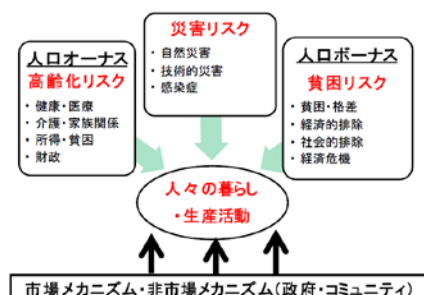 人口オーナス
高齢化リスク
・ 健康・医療
・ 介護・家族関係
・ 所得・貧困
・ 財政
災害リスク
・ 自然災害
・ 技術的災害
・ 感染症
人口ボーナス
貧困リスク
・ 貧困・格差
・ 経済的排除
・ 社会的排除
・ 経済危機
人々の暮らし
・生産活動
市場メカニズム・非市場メカニズム(政府・コミュニティ)